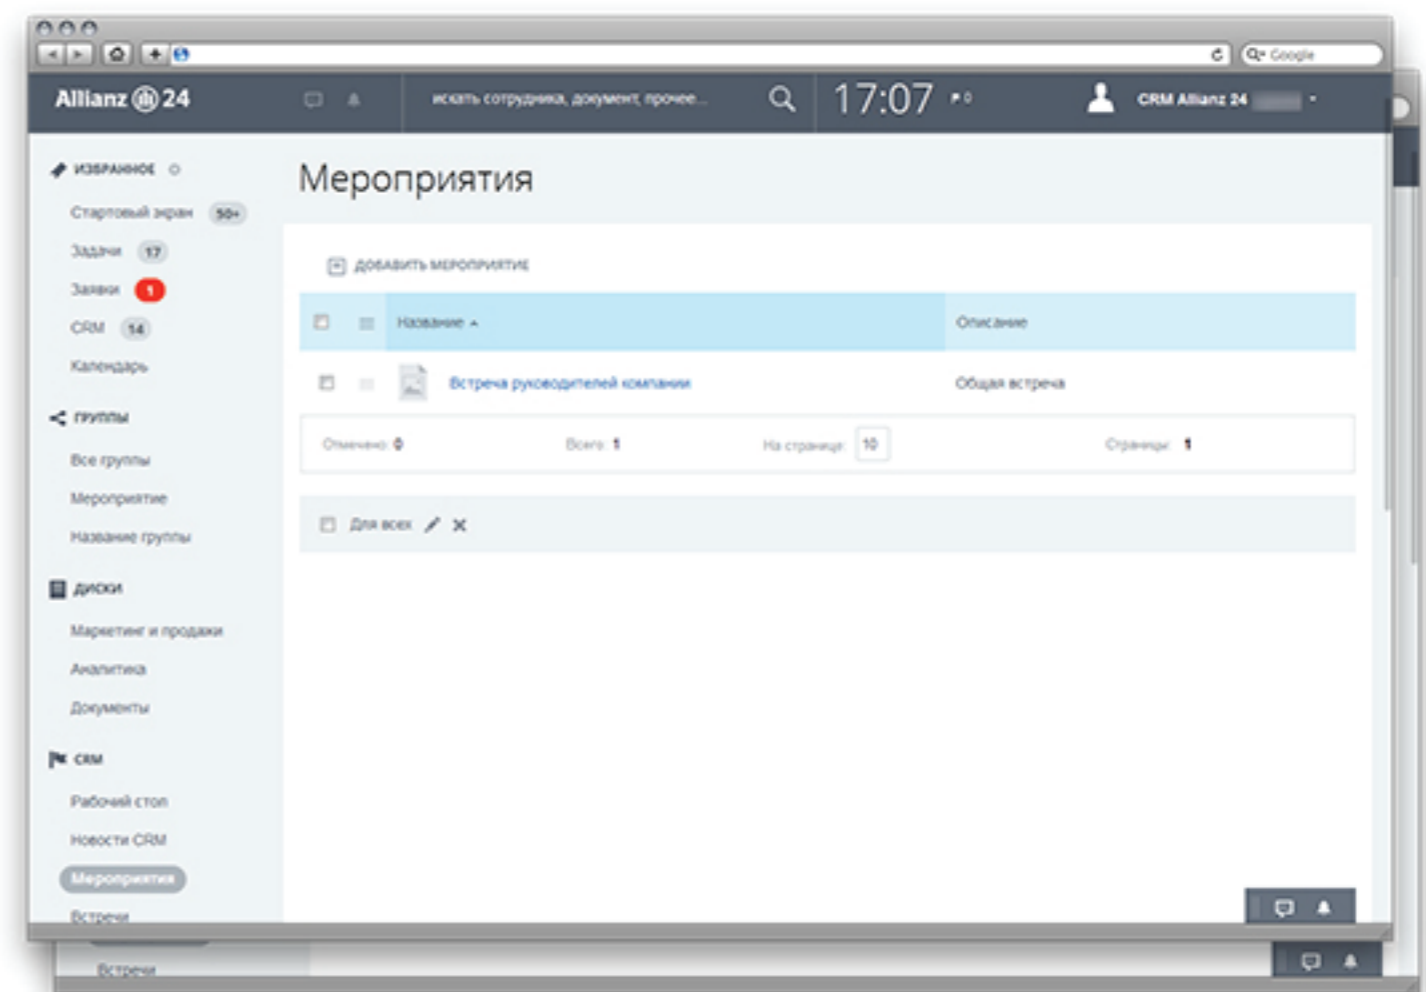 Google
Allianz 24
искать сотрудника, документ, прочее...
17:07
0
CRM Allianz 24
ИЗБРАННОЕ
Стартовый экран 50+
Задачи 17
Заявки 1
CRM 14
Календарь
ГРУППЫ
Все группы
Мероприятие
Название группы
ДИСКИ
Маркетинг и продажи
Аналитика
Документы
CRM
Рабочий стол
Новости CRM
Мероприятия
Встречи
Мероприятия
ДОБАВИТЬ МЕРОПРИЯТИЕ
Название Описание
Встреча руководителей компании Общая встреча
Отмечено: 0 Всего: 1 На странице: 10 Страницы: 1
Для всех
Встречи